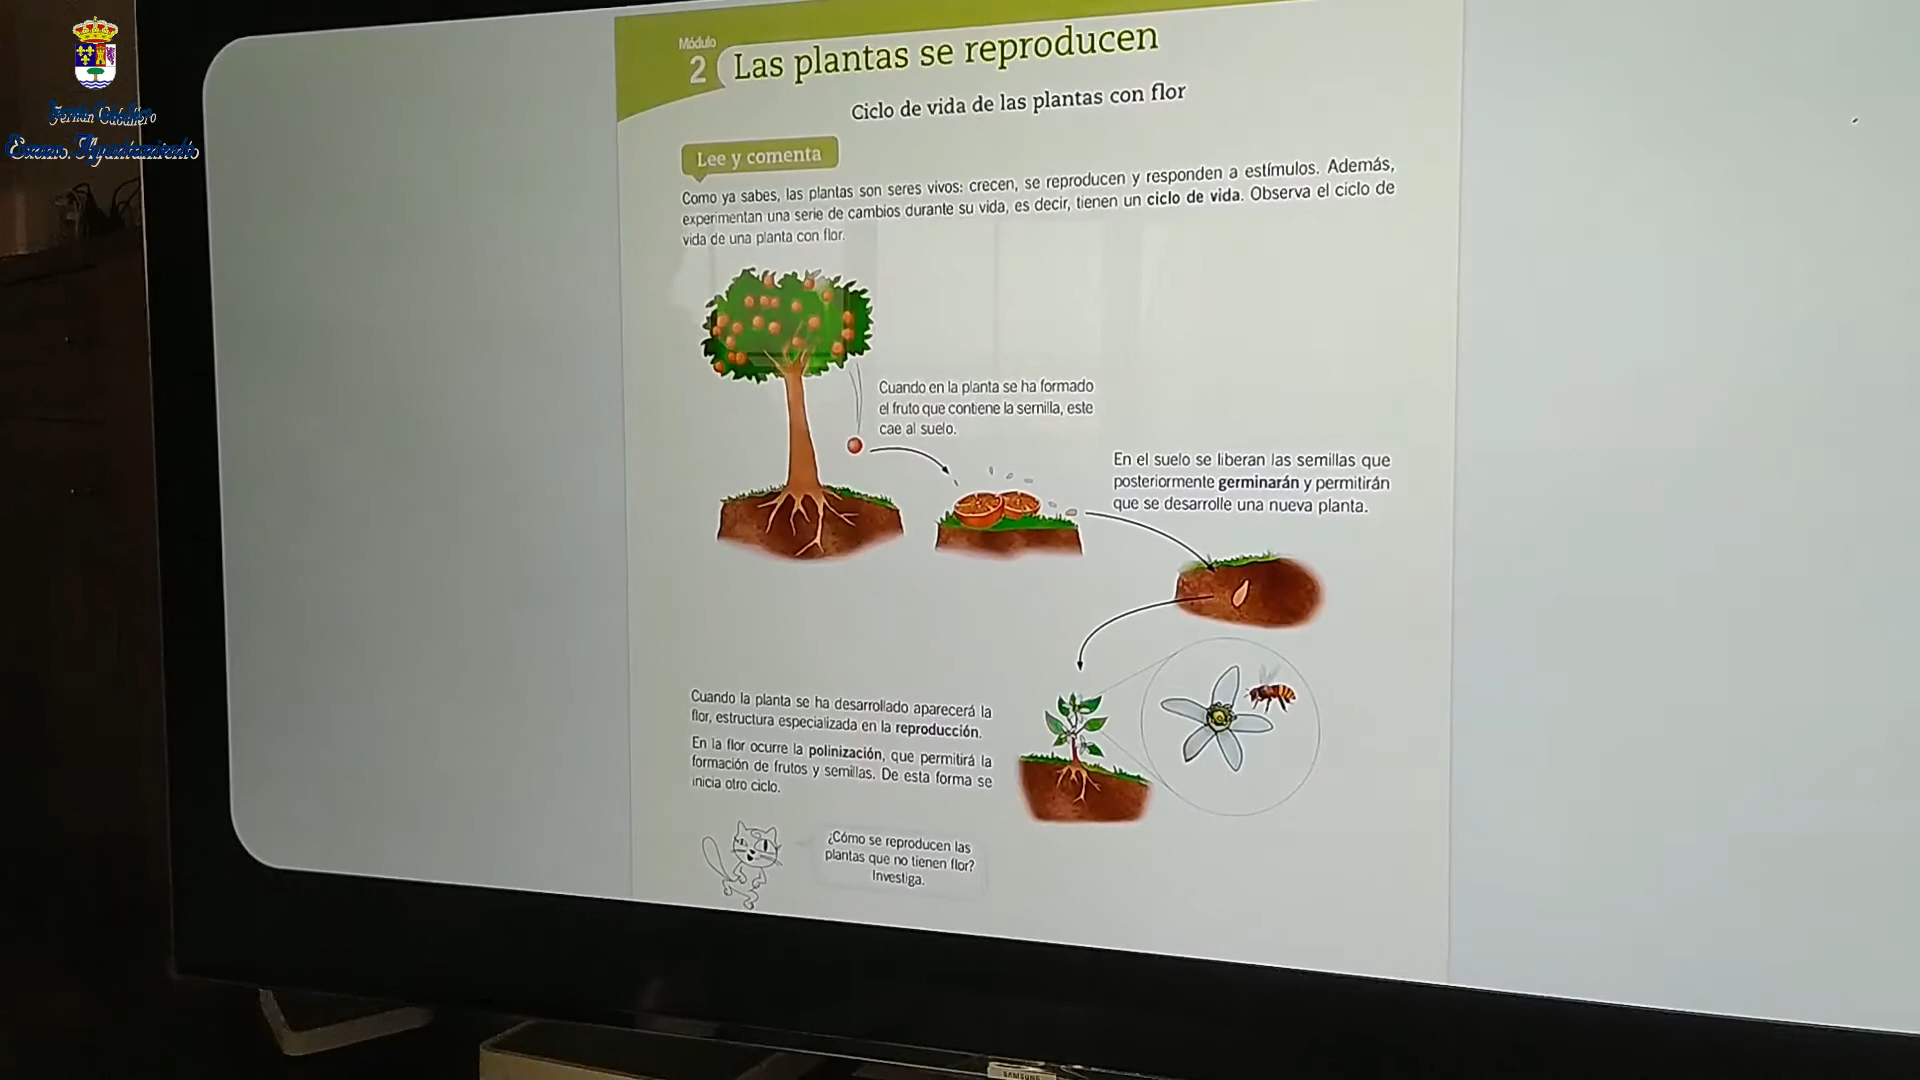 Fernán Caballero
Excmo. Ayuntamiento
Módulo
2 Las plantas se reproducen
Ciclo de vida de las plantas con flor
Lee y comenta
Como ya sabes, las plantas son seres vivos: crecen, se reproducen y responden a estímulos. Además,
experimentan una serie de cambios durante su vida, es decir, tienen un ciclo de vida. Observa el ciclo de
vida de una planta con flor.
Cuando en la planta se ha formado
el fruto que contiene la semilla, este
cae al suelo.
En el suelo se liberan las semillas que
posteriormente germinarán y permitirán
que se desarrolle una nueva planta.
Cuando la planta se ha desarrollado aparecerá la
flor, estructura especializada en la reproducción.
En la flor ocurre la polinización, que permitirá la
formación de frutos y semillas. De esta forma se
inicia otro ciclo.
¿Cómo se reproducen las
plantas que no tienen flor?
Investiga.
SAMSUNG